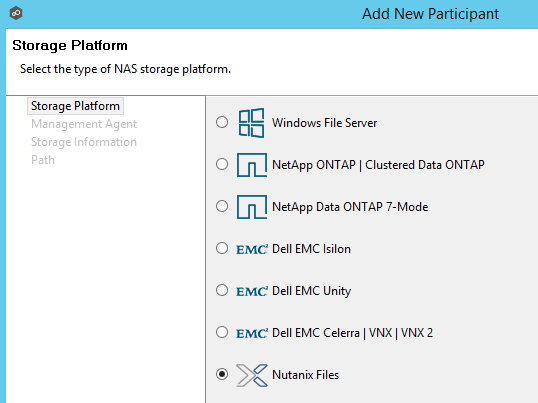 Add New Participant
Storage Platform
Select the type of NAS storage platform.
Storage Platform
Management Agent
Storage Information
Path
Windows File Server
NetApp ONTAP | Clustered Data ONTAP
NetApp Data ONTAP 7-Mode
EMC² Dell EMC Isilon
EMC² Dell EMC Unity
EMC² Dell EMC Celerra | VNX | VNX 2
Nutanix Files